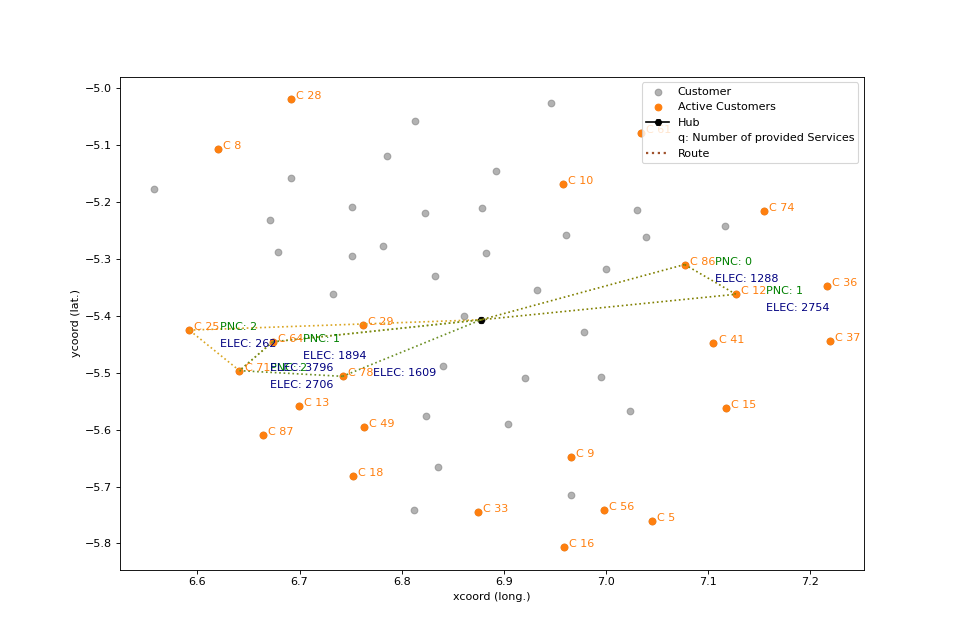 Customer
Active Customers
Hub
q: Number of provided Services
Route
C 28
C 8
C 10
C 74
C 86
PNC: 0
ELEC: 1288
C 12
PNC: 1
ELEC: 2754
C 36
C 37
C 41
C 15
C 25
PNC: 2
C 29
C 64
PNC: 1
ELEC: 1894
ELEC: 3796
ELEC: 2706
C 78
ELEC: 1609
C 13
C 87
C 49
C 18
C 9
C 33
C 56
C 5
C 16
−5.0
−5.1
−5.2
−5.3
−5.4
−5.5
−5.6
−5.7
−5.8
ycoord (lat.)
6.6 6.7 6.8 6.9 7.0 7.1 7.2
xcoord (long.)